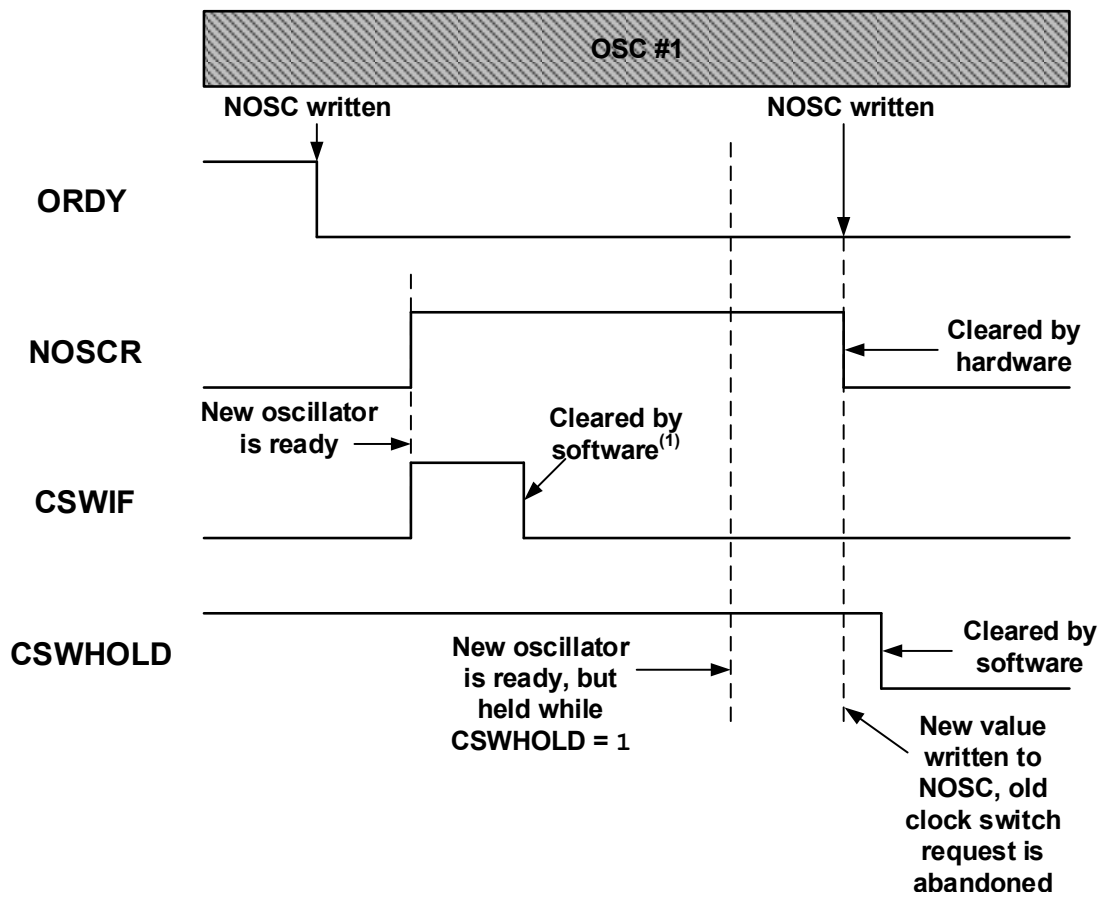 OSC #1
NOSC written
NOSC written
ORDY
NOSCR
Cleared by
hardware
New oscillator
is ready
Cleared by
software(1)
CSWIF
CSWHOLD
New oscillator
is ready, but
held while
CSWHOLD = 1
Cleared by
software
New value
written to
NOSC, old
clock switch
request is
abandoned